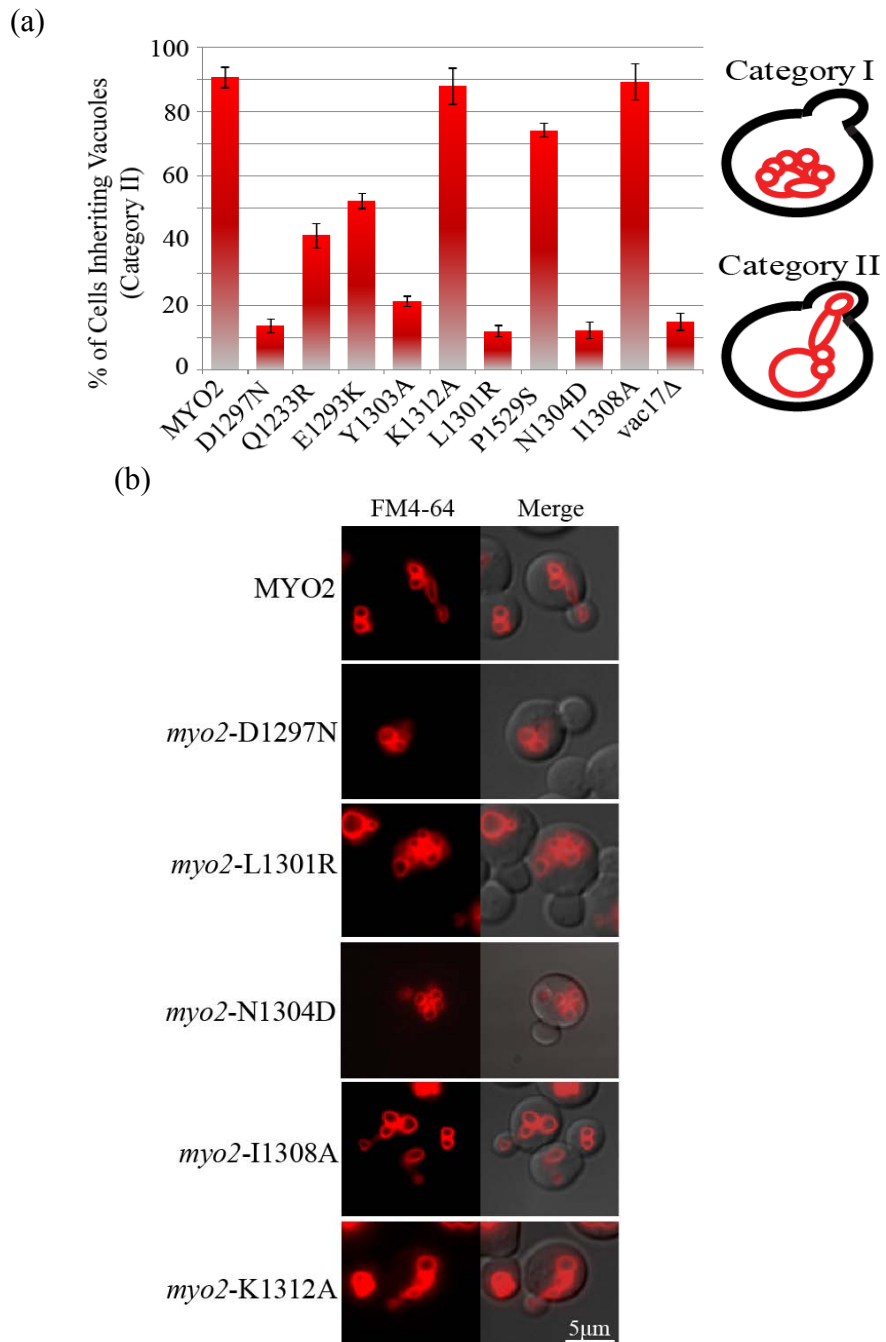 (a)
% of Cells Inheriting Vacuoles
(Category II)
100
80
60
40
20
0
MYO2
D1297N
Q1233R
E1293K
Y1303A
K1312A
L1301R
P1529S
N1304D
I1308A
vac17Δ
Category I
Category II
(b)
FM4-64 Merge
MYO2
myo2-D1297N
myo2-L1301R
myo2-N1304D
myo2-I1308A
myo2-K1312A
5μm